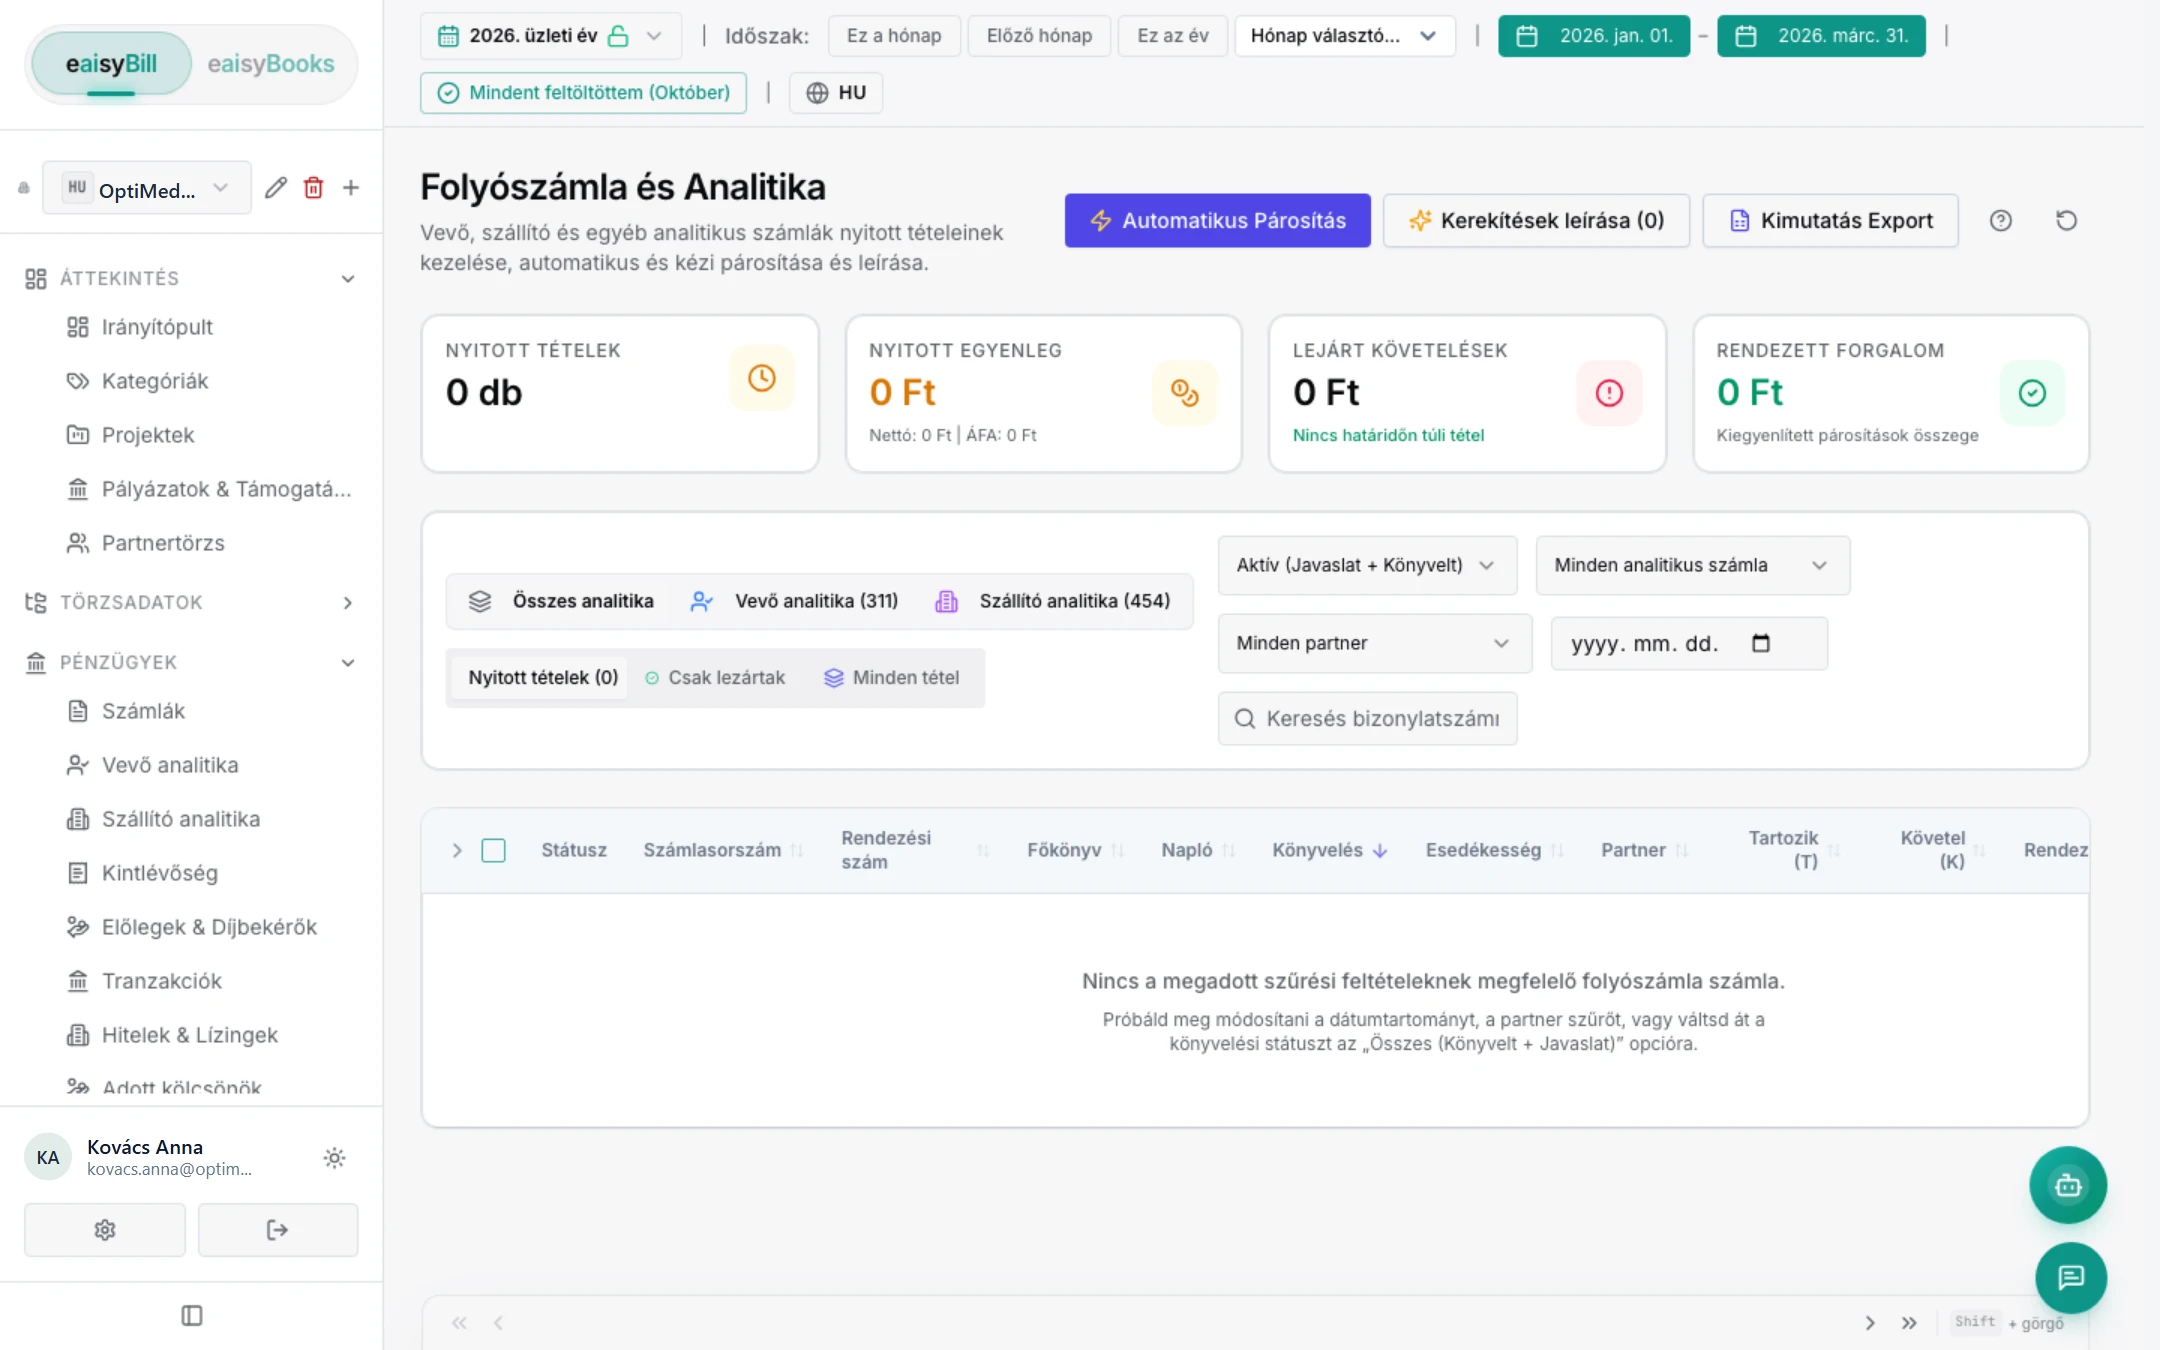 eaisyBill
eaisyBooks
2026. üzleti év
Időszak:
Ez a hónap
Előző hónap
Ez az év
Hónap választó...
2026. jan. 01.
–
2026. márc. 31.
Mindent feltöltöttem (Október)
HU
HU OptiMed...
ÁTTEKINTÉS
Irányítópult
Kategóriák
Projektek
Pályázatok & Támogatá...
Partnertörzs
TÖRZSADATOK
PÉNZÜGYEK
Számlák
Vevő analitika
Szállító analitika
Kintlévőség
Előlegek & Díjbekérők
Tranzakciók
Hitelek & Lízingek
Adott kölcsönök
KA
Kovács Anna
kovacs.anna@optim...
Folyószámla és Analitika
Vevő, szállító és egyéb analitikus számlák nyitott tételeinek
kezelése, automatikus és kézi párosítása és leírása.
Automatikus Párosítás
Kerekítések leírása (0)
Kimutatás Export
NYITOTT TÉTELEK
0 db
NYITOTT EGYENLEG
0 Ft
Nettó: 0 Ft | ÁFA: 0 Ft
LEJÁRT KÖVETELÉSEK
0 Ft
Nincs határidőn túli tétel
RENDEZETT FORGALOM
0 Ft
Kiegyenlített párosítások összege
Összes analitika
Vevő analitika (311)
Szállító analitika (454)
Nyitott tételek (0)
Csak lezártak
Minden tétel
Aktív (Javaslat + Könyvelt)
Minden analitikus számla
Minden partner
yyyy. mm. dd.
Keresés bizonylatszámı
Státusz
Számlasorszám
Rendezési
szám
Főkönyv
Napló
Könyvelés
Esedékesség
Partner
Tartozik
(T)
Követel
(K)
Rendez
Nincs a megadott szűrési feltételeknek megfelelő folyószámla számla.
Próbáld meg módosítani a dátumtartományt, a partner szűrőt, vagy váltsd át a
könyvelési státuszt az „Összes (Könyvelt + Javaslat)” opcióra.
Shift + görgő